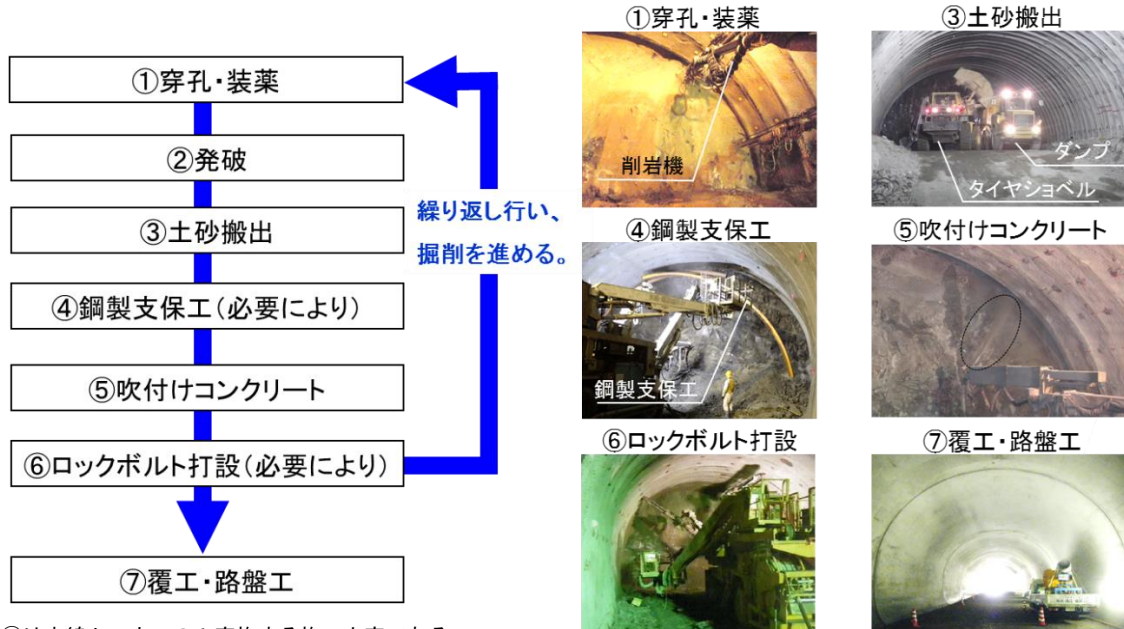 ①穿孔・装薬
②発破
③土砂搬出
④鋼製支保工(必要により)
⑤吹付けコンクリート
⑥ロックボルト打設(必要により)
⑦覆工・路盤工
繰り返し行い、
掘削を進める。
①穿孔・装薬
削岩機
③土砂搬出
ダンプ
タイヤショベル
④鋼製支保工
鋼製支保工
⑤吹付けコンクリート
⑥ロックボルト打設
⑦覆工・路盤工